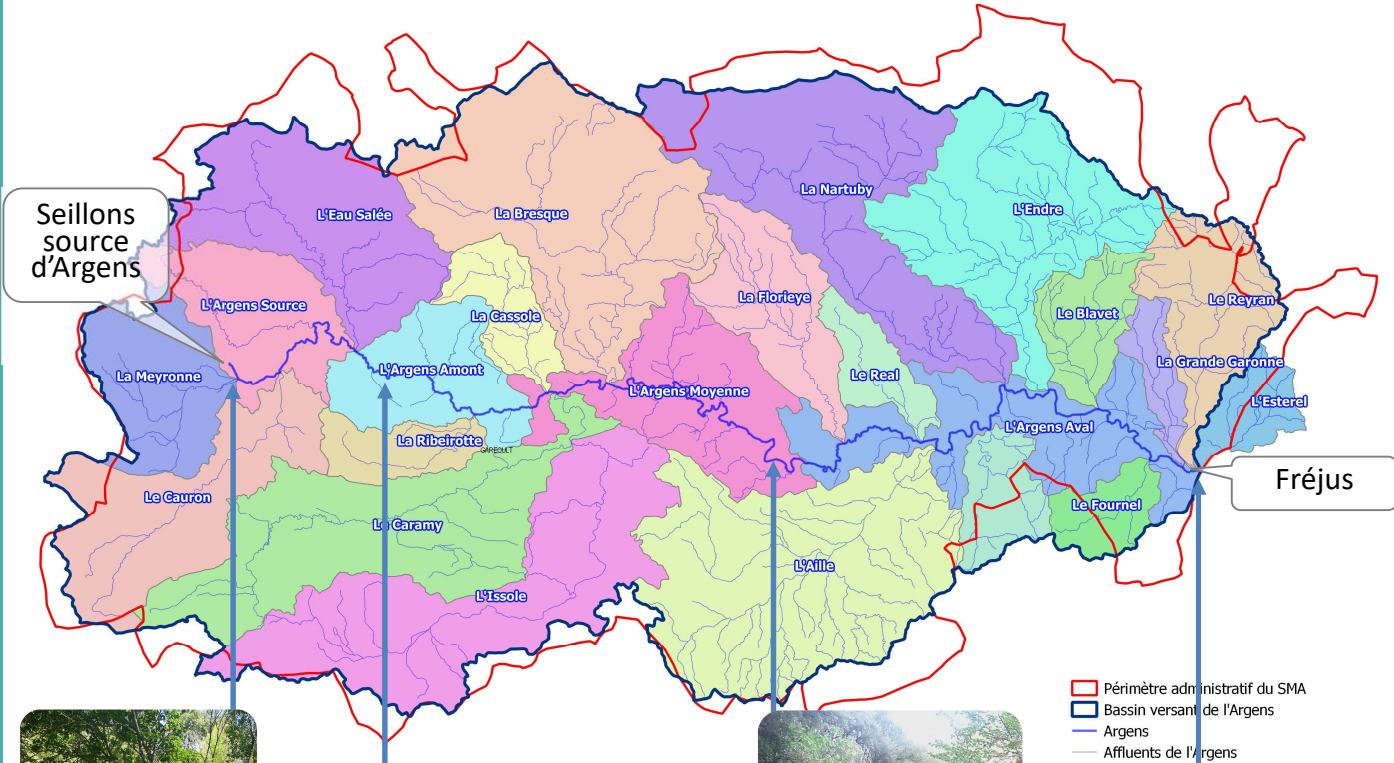 Seillons
source
d'Argens
L'Eau Salée
La Bresque
La Nartuby
L'Endre
L'Argens Source
La Cassole
La Florieye
Le Blavet
Le Reyran
La Meyronne
L'Argens Amont
L'Argens Moyenne
Le Real
La Grande Garonne
L'Esterel
La Ribeirotte
GAREOULT
L'Argens Aval
Fréjus
Le Cauron
Le Caramy
Le Fournel
L'Issole
L'Aille
Périmètre administratif du SMA
Bassin versant de l'Argens
Argens
Affluents de l'Argens